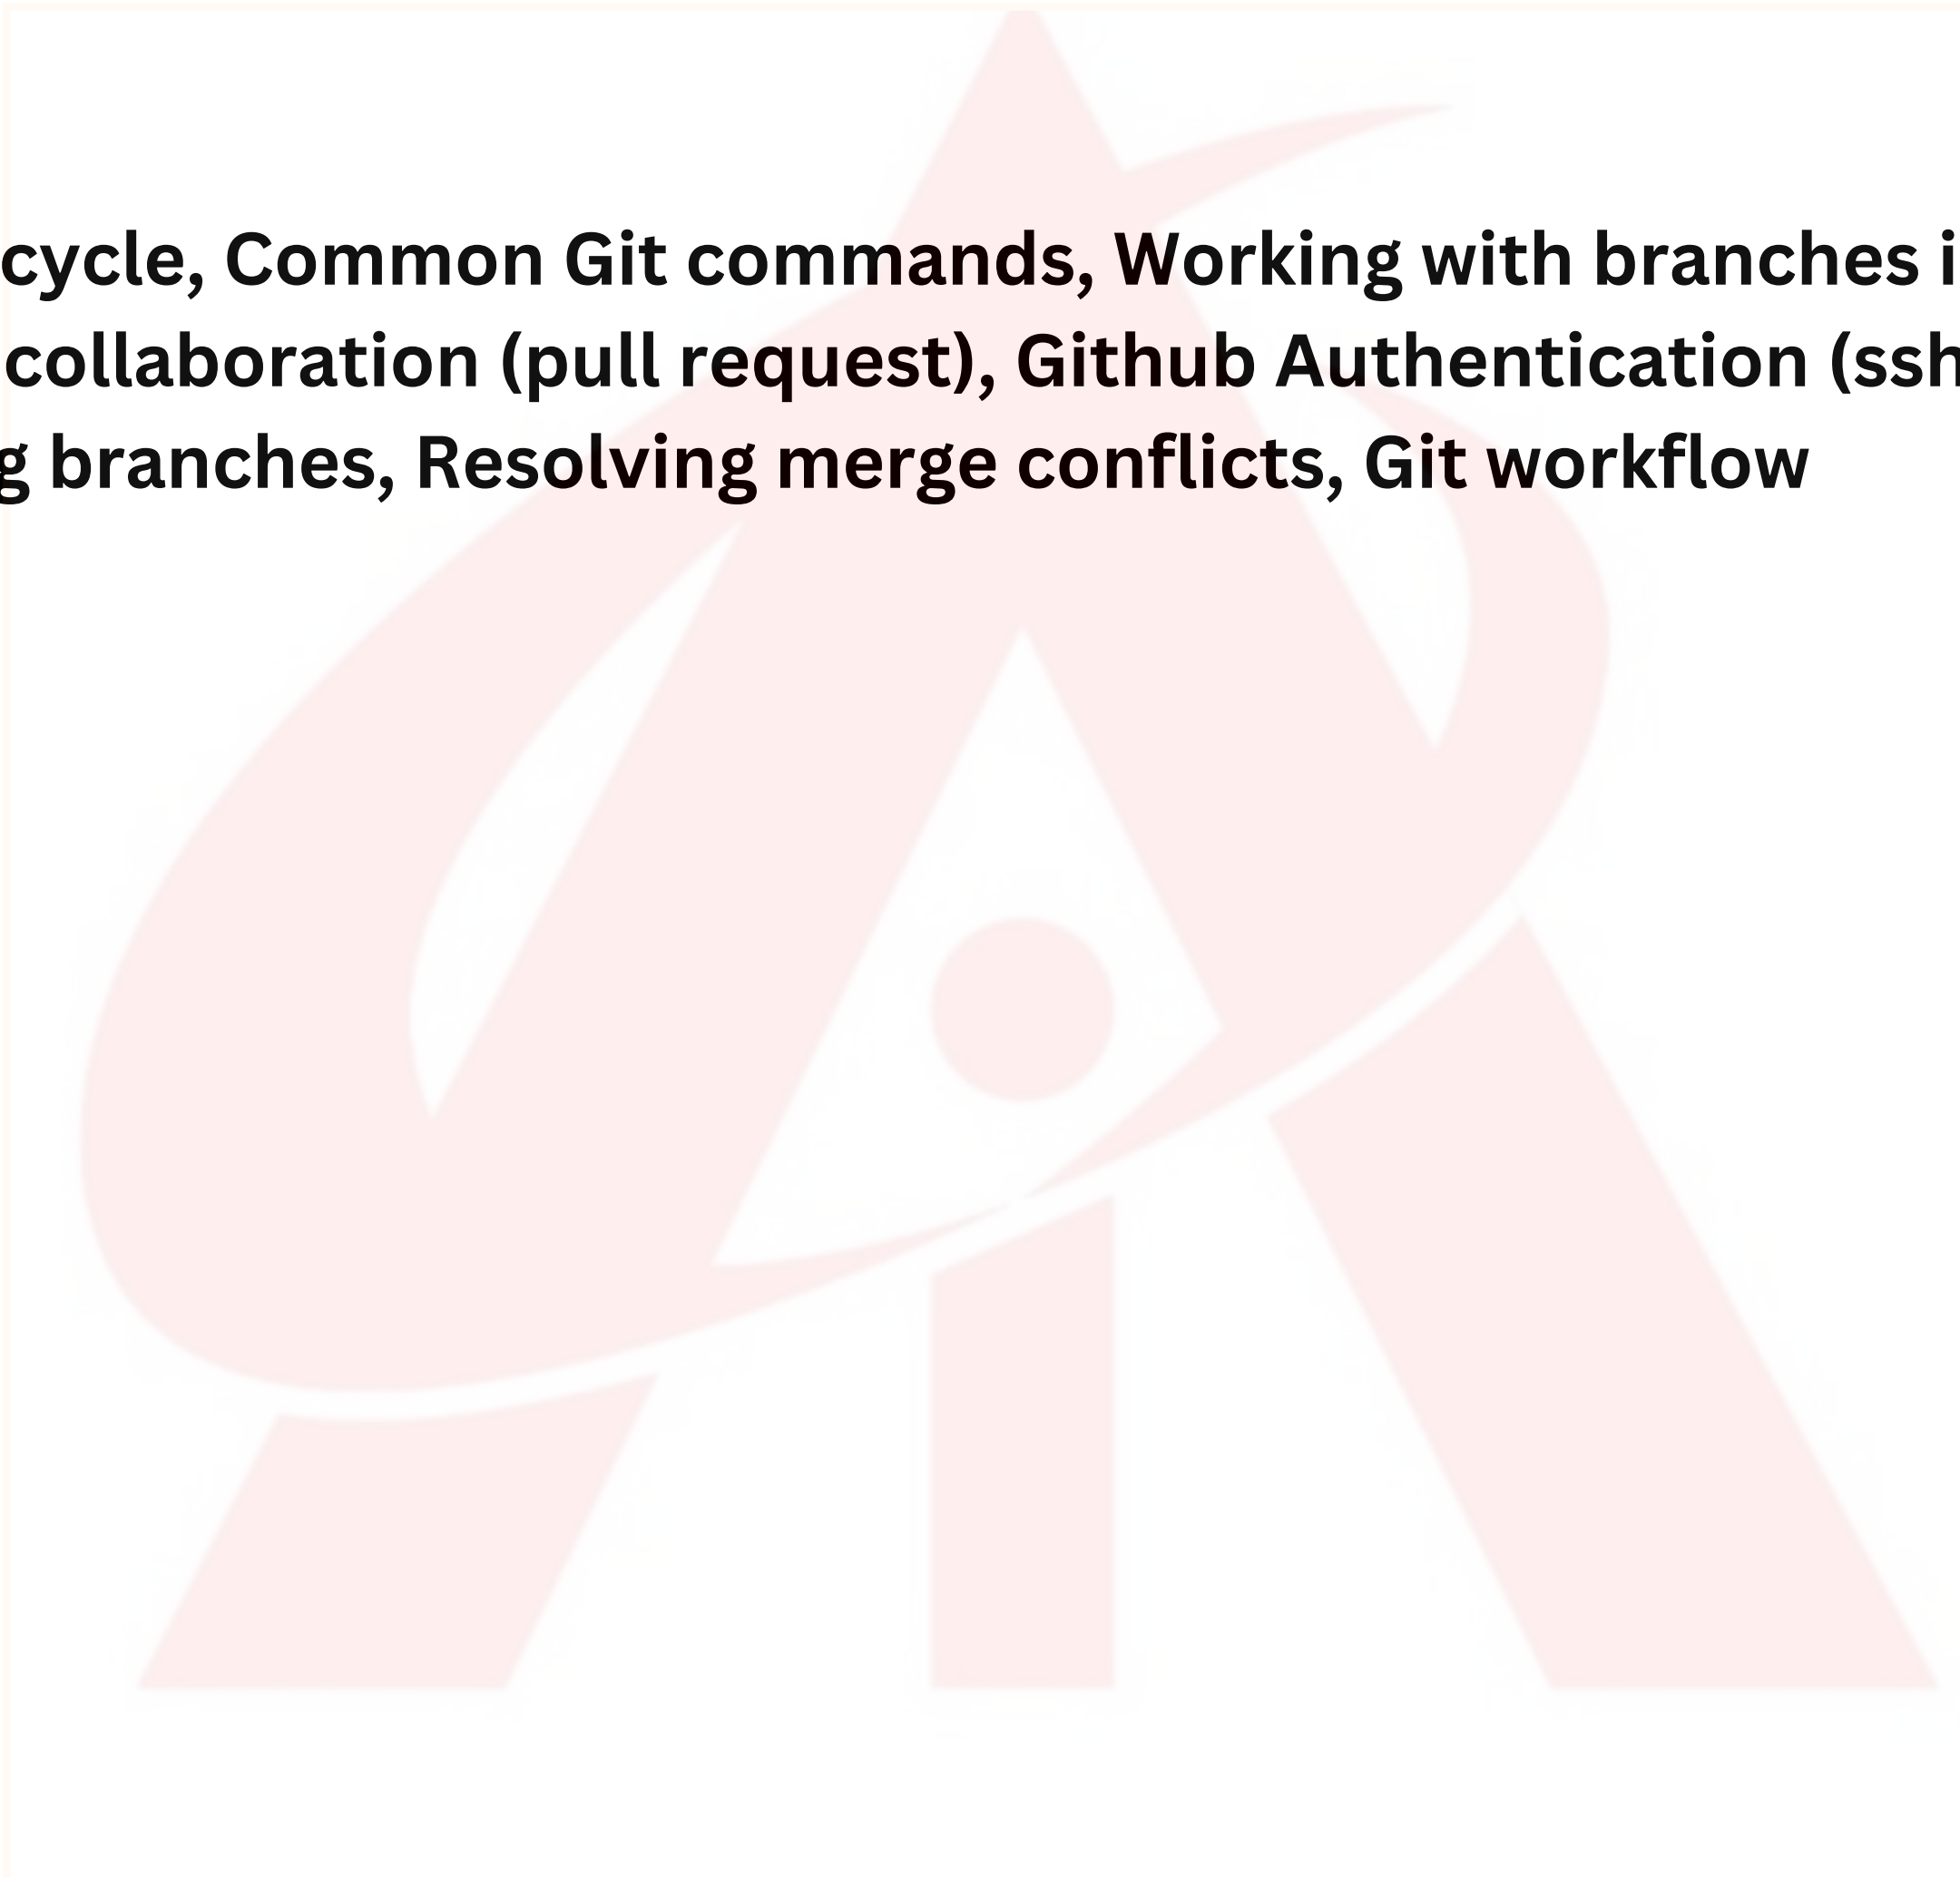 cycle, Common Git commands, Working with branches i
collaboration (pull request), Github Authentication (ssh
g branches, Resolving merge conflicts, Git workflow